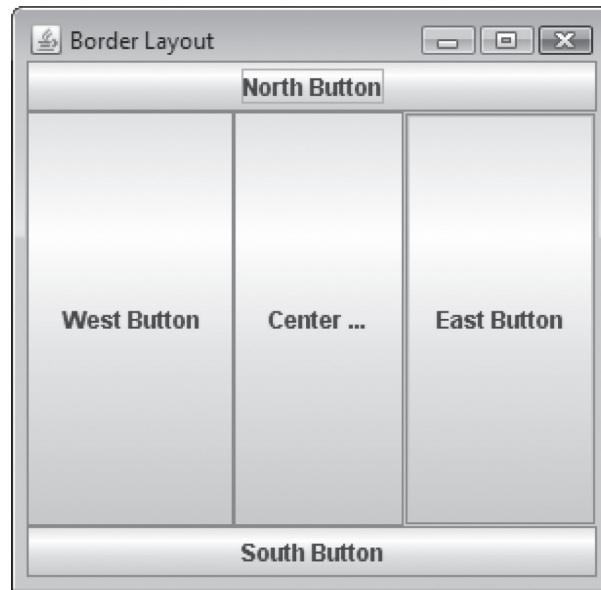 Border Layout
North Button
West Button
Center ...
East Button
South Button